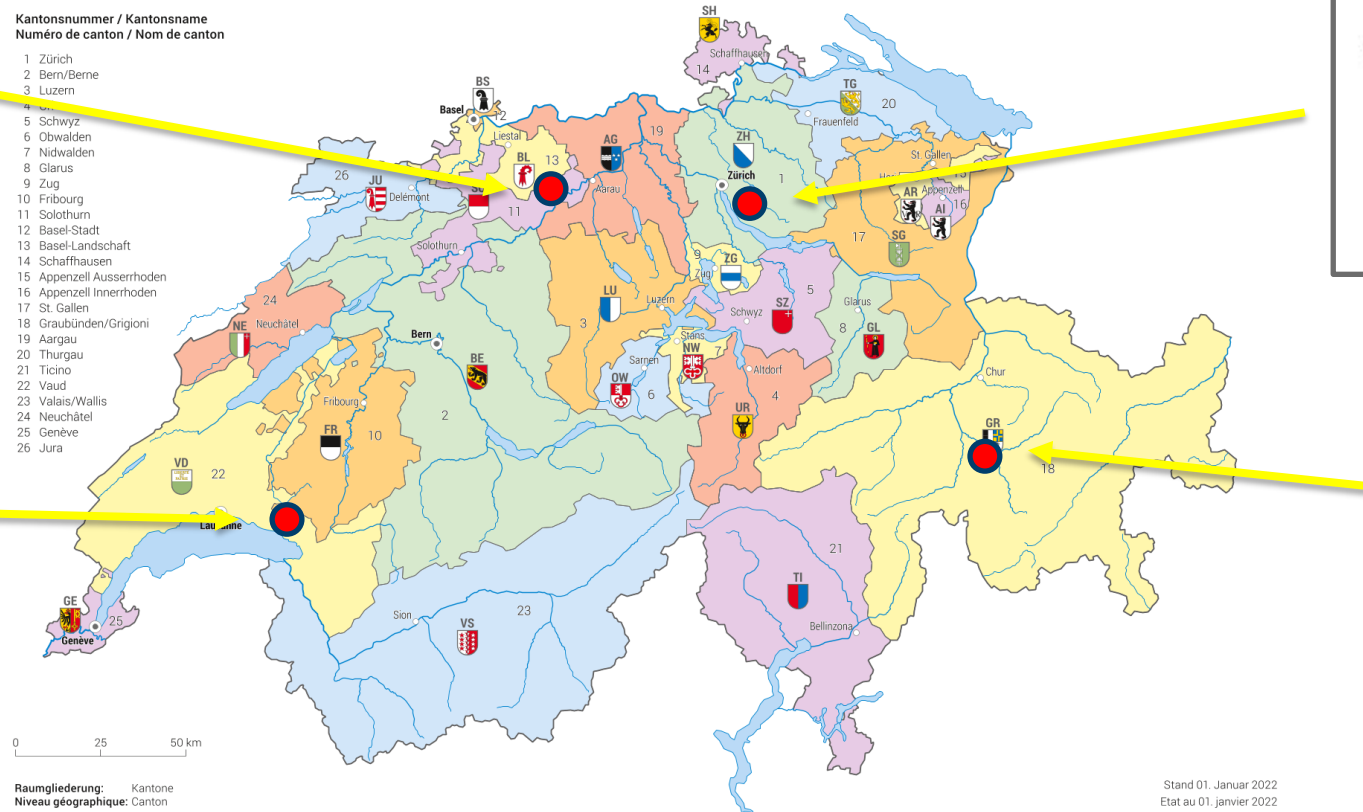 Kantonsnummer / Kantonsname
Numéro de canton / Nom de canton
1 Zürich
2 Bern/Berne
3 Luzern
4
5 Schwyz
6 Obwalden
7 Nidwalden
8 Glarus
9 Zug
10 Fribourg
11 Solothurn
12 Basel-Stadt
13 Basel-Landschaft
14 Schaffhausen
15 Appenzell Ausserrhoden
16 Appenzell Innerrhoden
17 St. Gallen
18 Graubünden/Grigioni
19 Aargau
20 Thurgau
21 Ticino
22 Vaud
23 Valais/Wallis
24 Neuchâtel
25 Genève
26 Jura
SH
Schaffhausen
14
BS
Basel
12
TG
20
Frauenfeld
Liestal
BL
13
AG
19
Aarau
ZH
Zürich
1
St. Gallen
AR
Appenzell
AI
16
15
26
JU
Delémont
11
Solothurn
17
SG
9
Zug
ZG
LU
Luzern
3
5
SZ
Schwyz
Glarus
8
GL
24
NE
Neuchâtel
Bern
BE
2
Stans
NW
7
Sarnen
OW
6
Altdorf
4
UR
Chur
GR
18
Fribourg
FR
10
VD
22
21
TI
Bellinzona
GE
Genève
25
Sion
VS
23
0 25 50 km
Raumgliederung: Kantone
Niveau géographique: Canton
Stand 01. Januar 2022
Etat au 01. janvier 2022